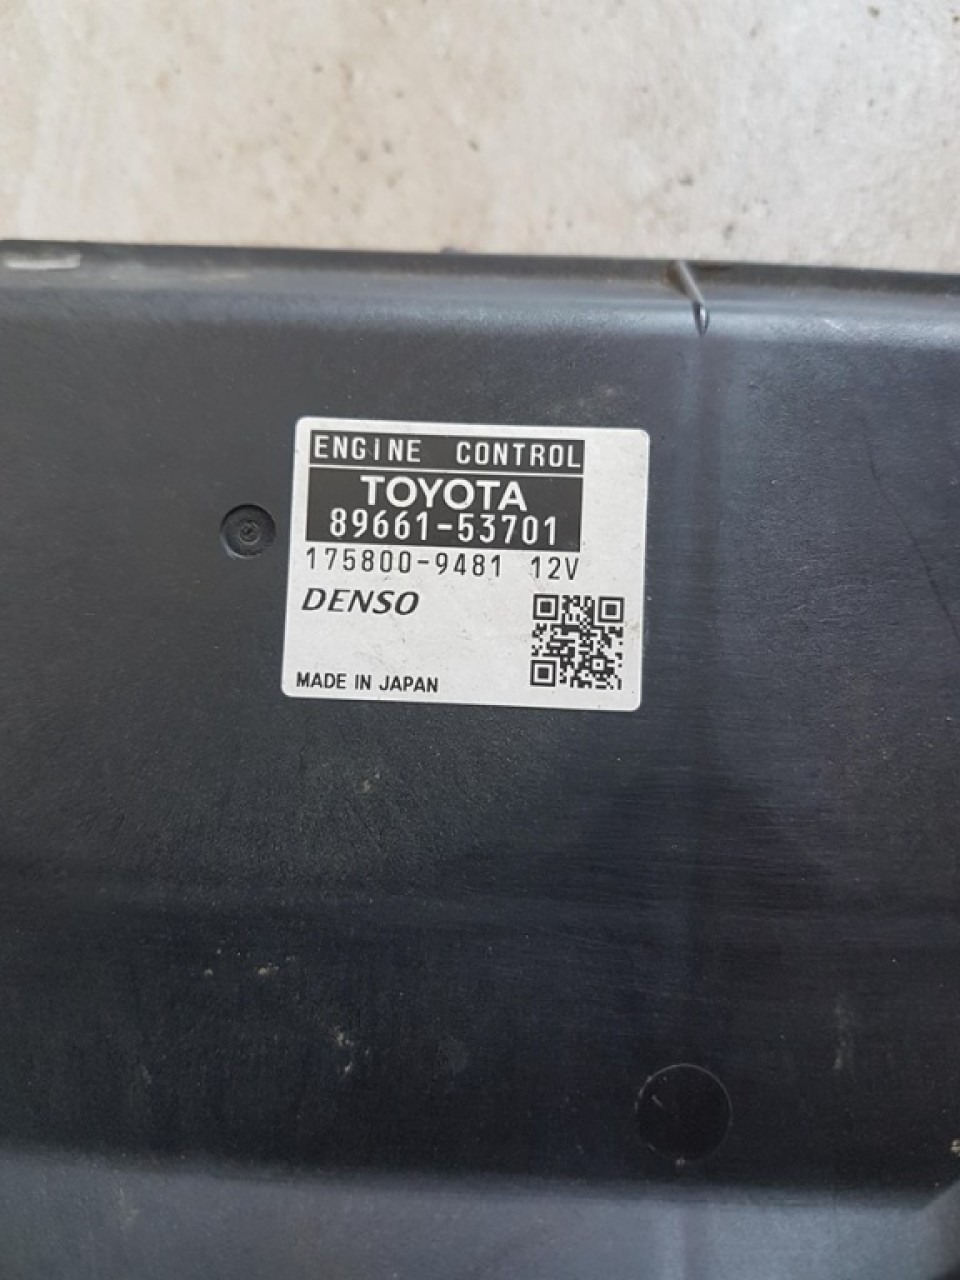 ENGINE CONTROL
TOYOTA
89661-53701
175800-9481 12V
DENSO
MADE IN JAPAN